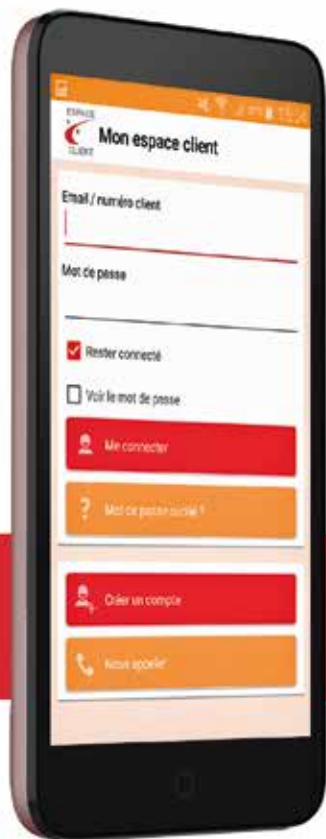 ESPACE
CLIENT
Mon espace client
Email / numéro client
Mot de passe
Rester connecté
Voir le mot de passe
Me connecter
Mot de passe oublié ?
Créer un compte
Nous appeler